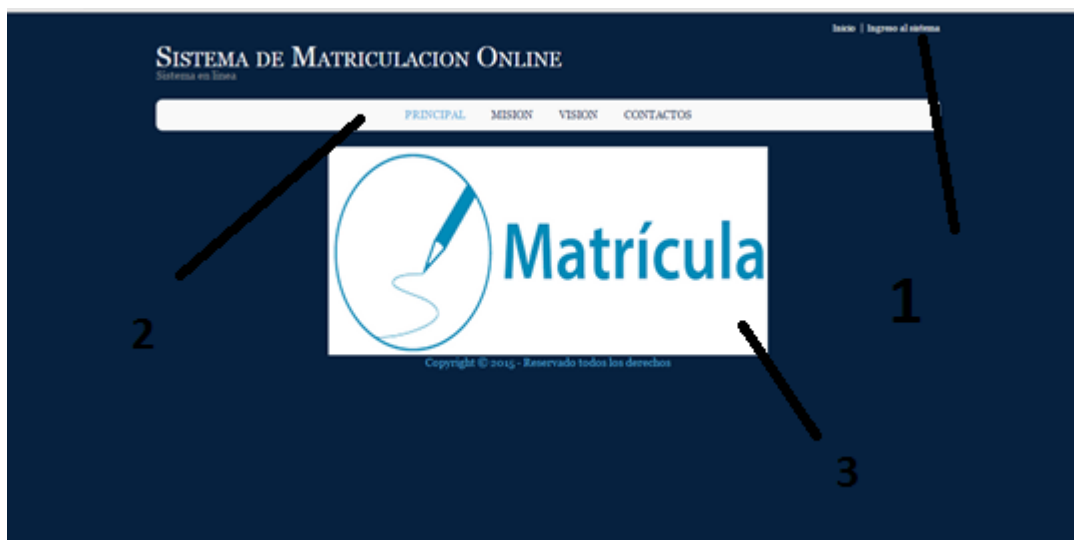 Inicio | Ingreso al sistema
SISTEMA DE MATRICULACION ONLINE
Sistema en linea
PRINCIPAL MISION VISION CONTACTOS
Matrícula
1
2
Copyright © 2015 - Reservado todos los derechos
3